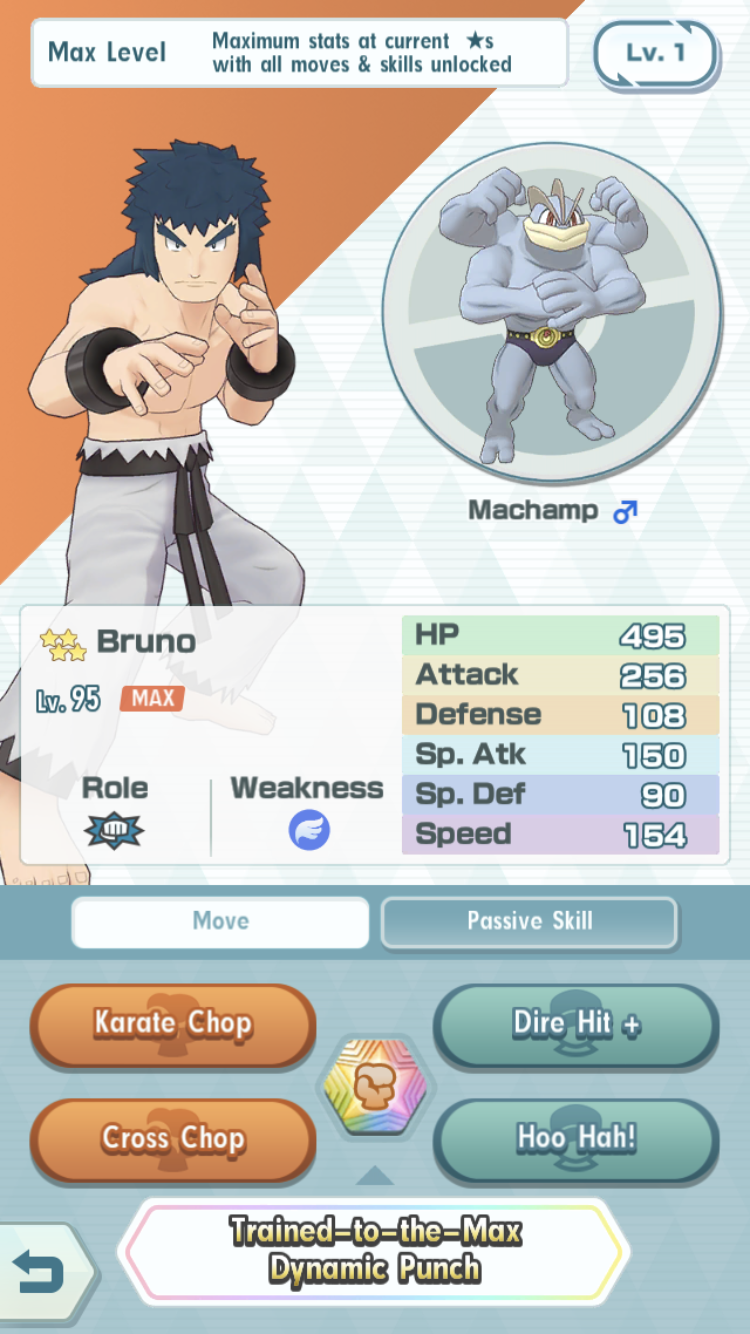 Max Level
Maximum stats at current ★s
with all moves & skills unlocked
Lv. 1
Machamp ♂
Bruno
Lv. 95 MAX
Role
Weakness
HP 495
Attack 256
Defense 108
Sp. Atk 150
Sp. Def 90
Speed 154
Move
Passive Skill
Karate Chop
Dire Hit +
Cross Chop
Hoo Hah!
Trained-to-the-Max
Dynamic Punch